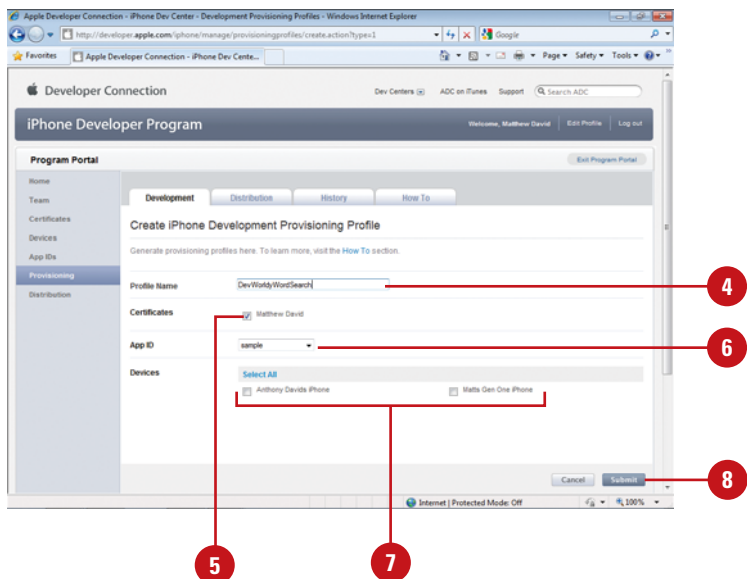 Apple Developer Connection - iPhone Dev Center - Development Provisioning Profiles - Windows Internet Explorer
http://developer.apple.com/iphone/manage/provisioningprofiles/create.action?type=1
Google
Favorites Apple Developer Connection - iPhone Dev Cente... Page Safety Tools
Developer Connection Dev Centers ADC on iTunes Support Search ADC
iPhone Developer Program Welcome, Matthew David Edit Profile Log out
Program Portal Exit Program Portal
Home
Team
Certificates
Devices
App IDs
Provisioning
Distribution
Development Distribution History How To
Create iPhone Development Provisioning Profile
Generate provisioning profiles here. To learn more, visit the How To section.
Profile Name DevWorldyWordSearch
4
Certificates Matthew David
App ID sample
6
Devices Select All
Anthony Davids iPhone Matts Gen One iPhone
Cancel Submit
8
Internet | Protected Mode: Off 100%
5
7